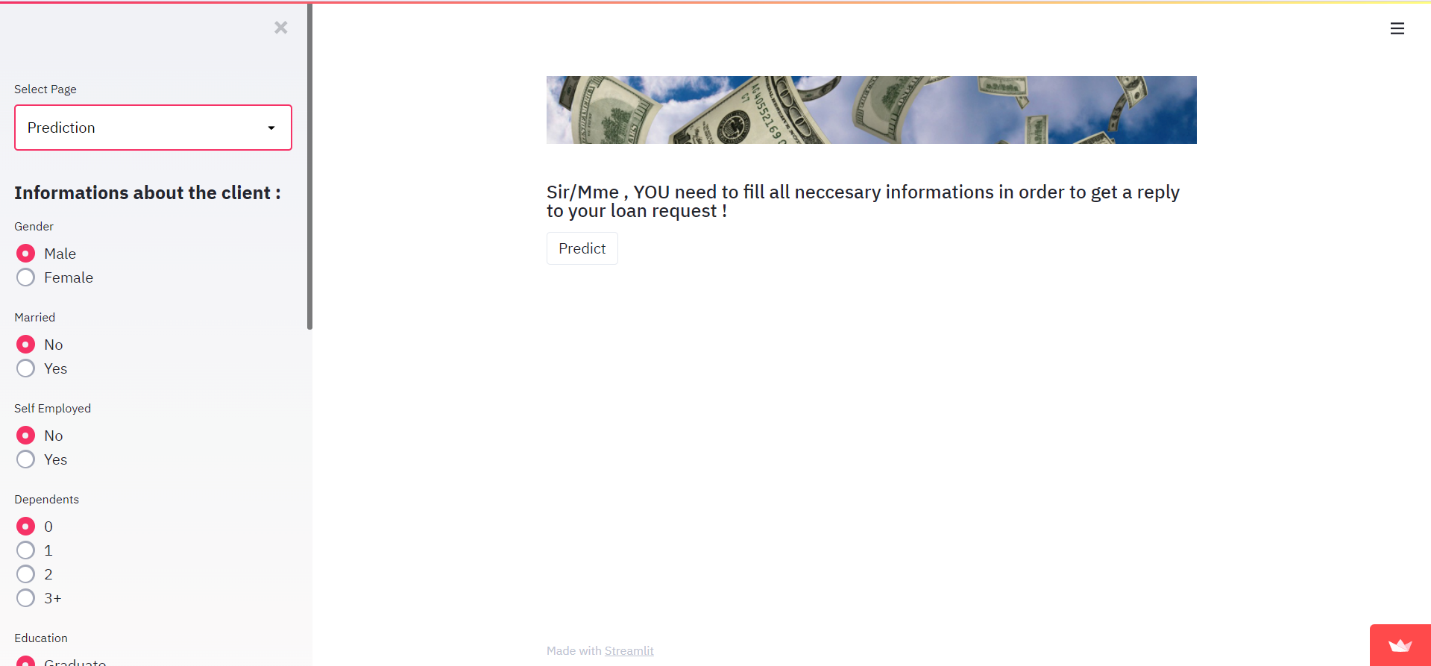 Select Page
Prediction
Informations about the client :
Gender
Male
Female
Married
No
Yes
Self Employed
No
Yes
Dependents
0
1
2
3+
Education
Graduate
Sir/Mme , YOU need to fill all neccesary informations in order to get a reply
to your loan request !
Predict
Made with Streamlit